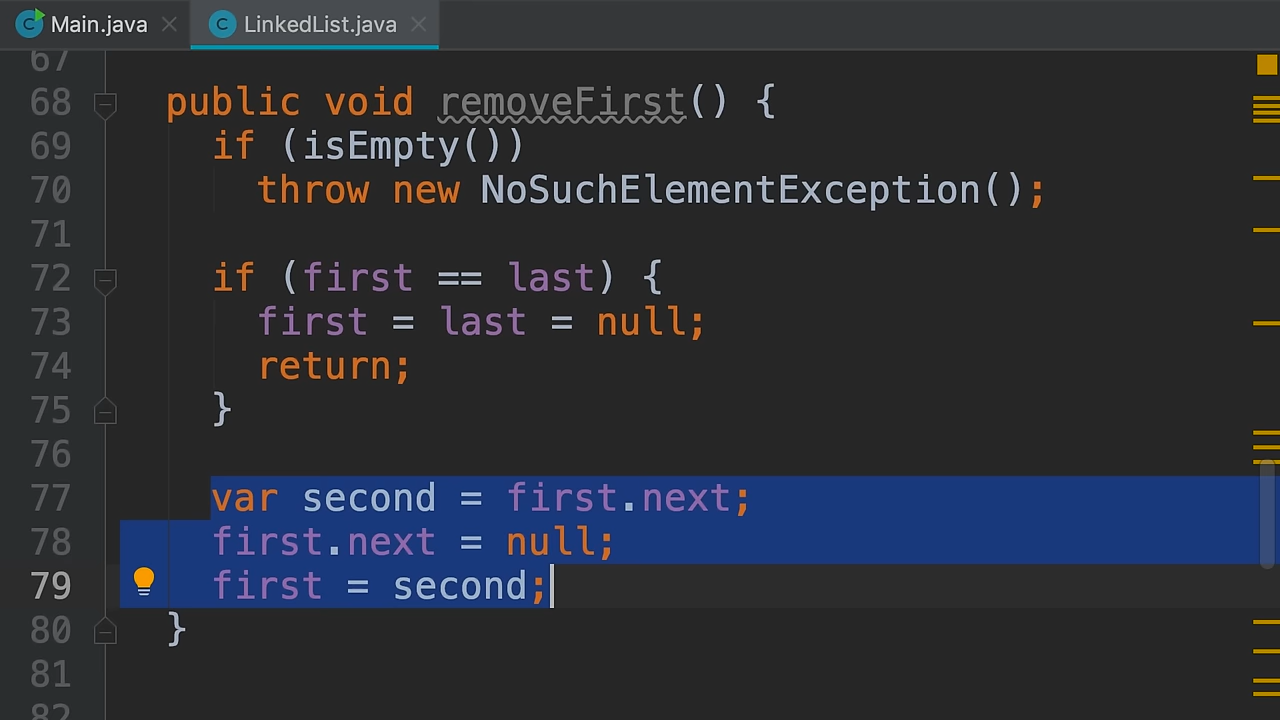 Main.java LinkedList.java
67
68 public void removeFirst() {
69 if (isEmpty())
70 throw new NoSuchElementException();
71
72 if (first == last) {
73 first = last = null;
74 return;
75 }
76
77 var second = first.next;
78 first.next = null;
79 first = second;
80 }
81
82